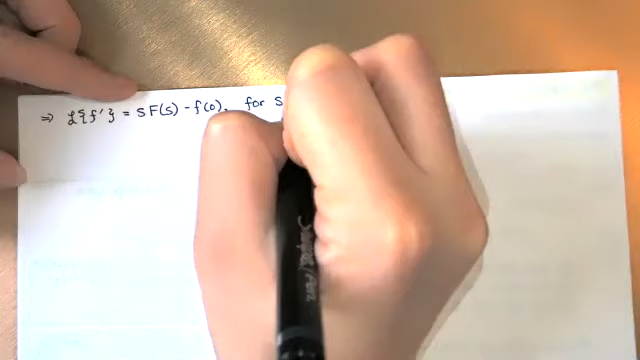 ⇒ ℒ{f'} = sF(s) - f(0), for s